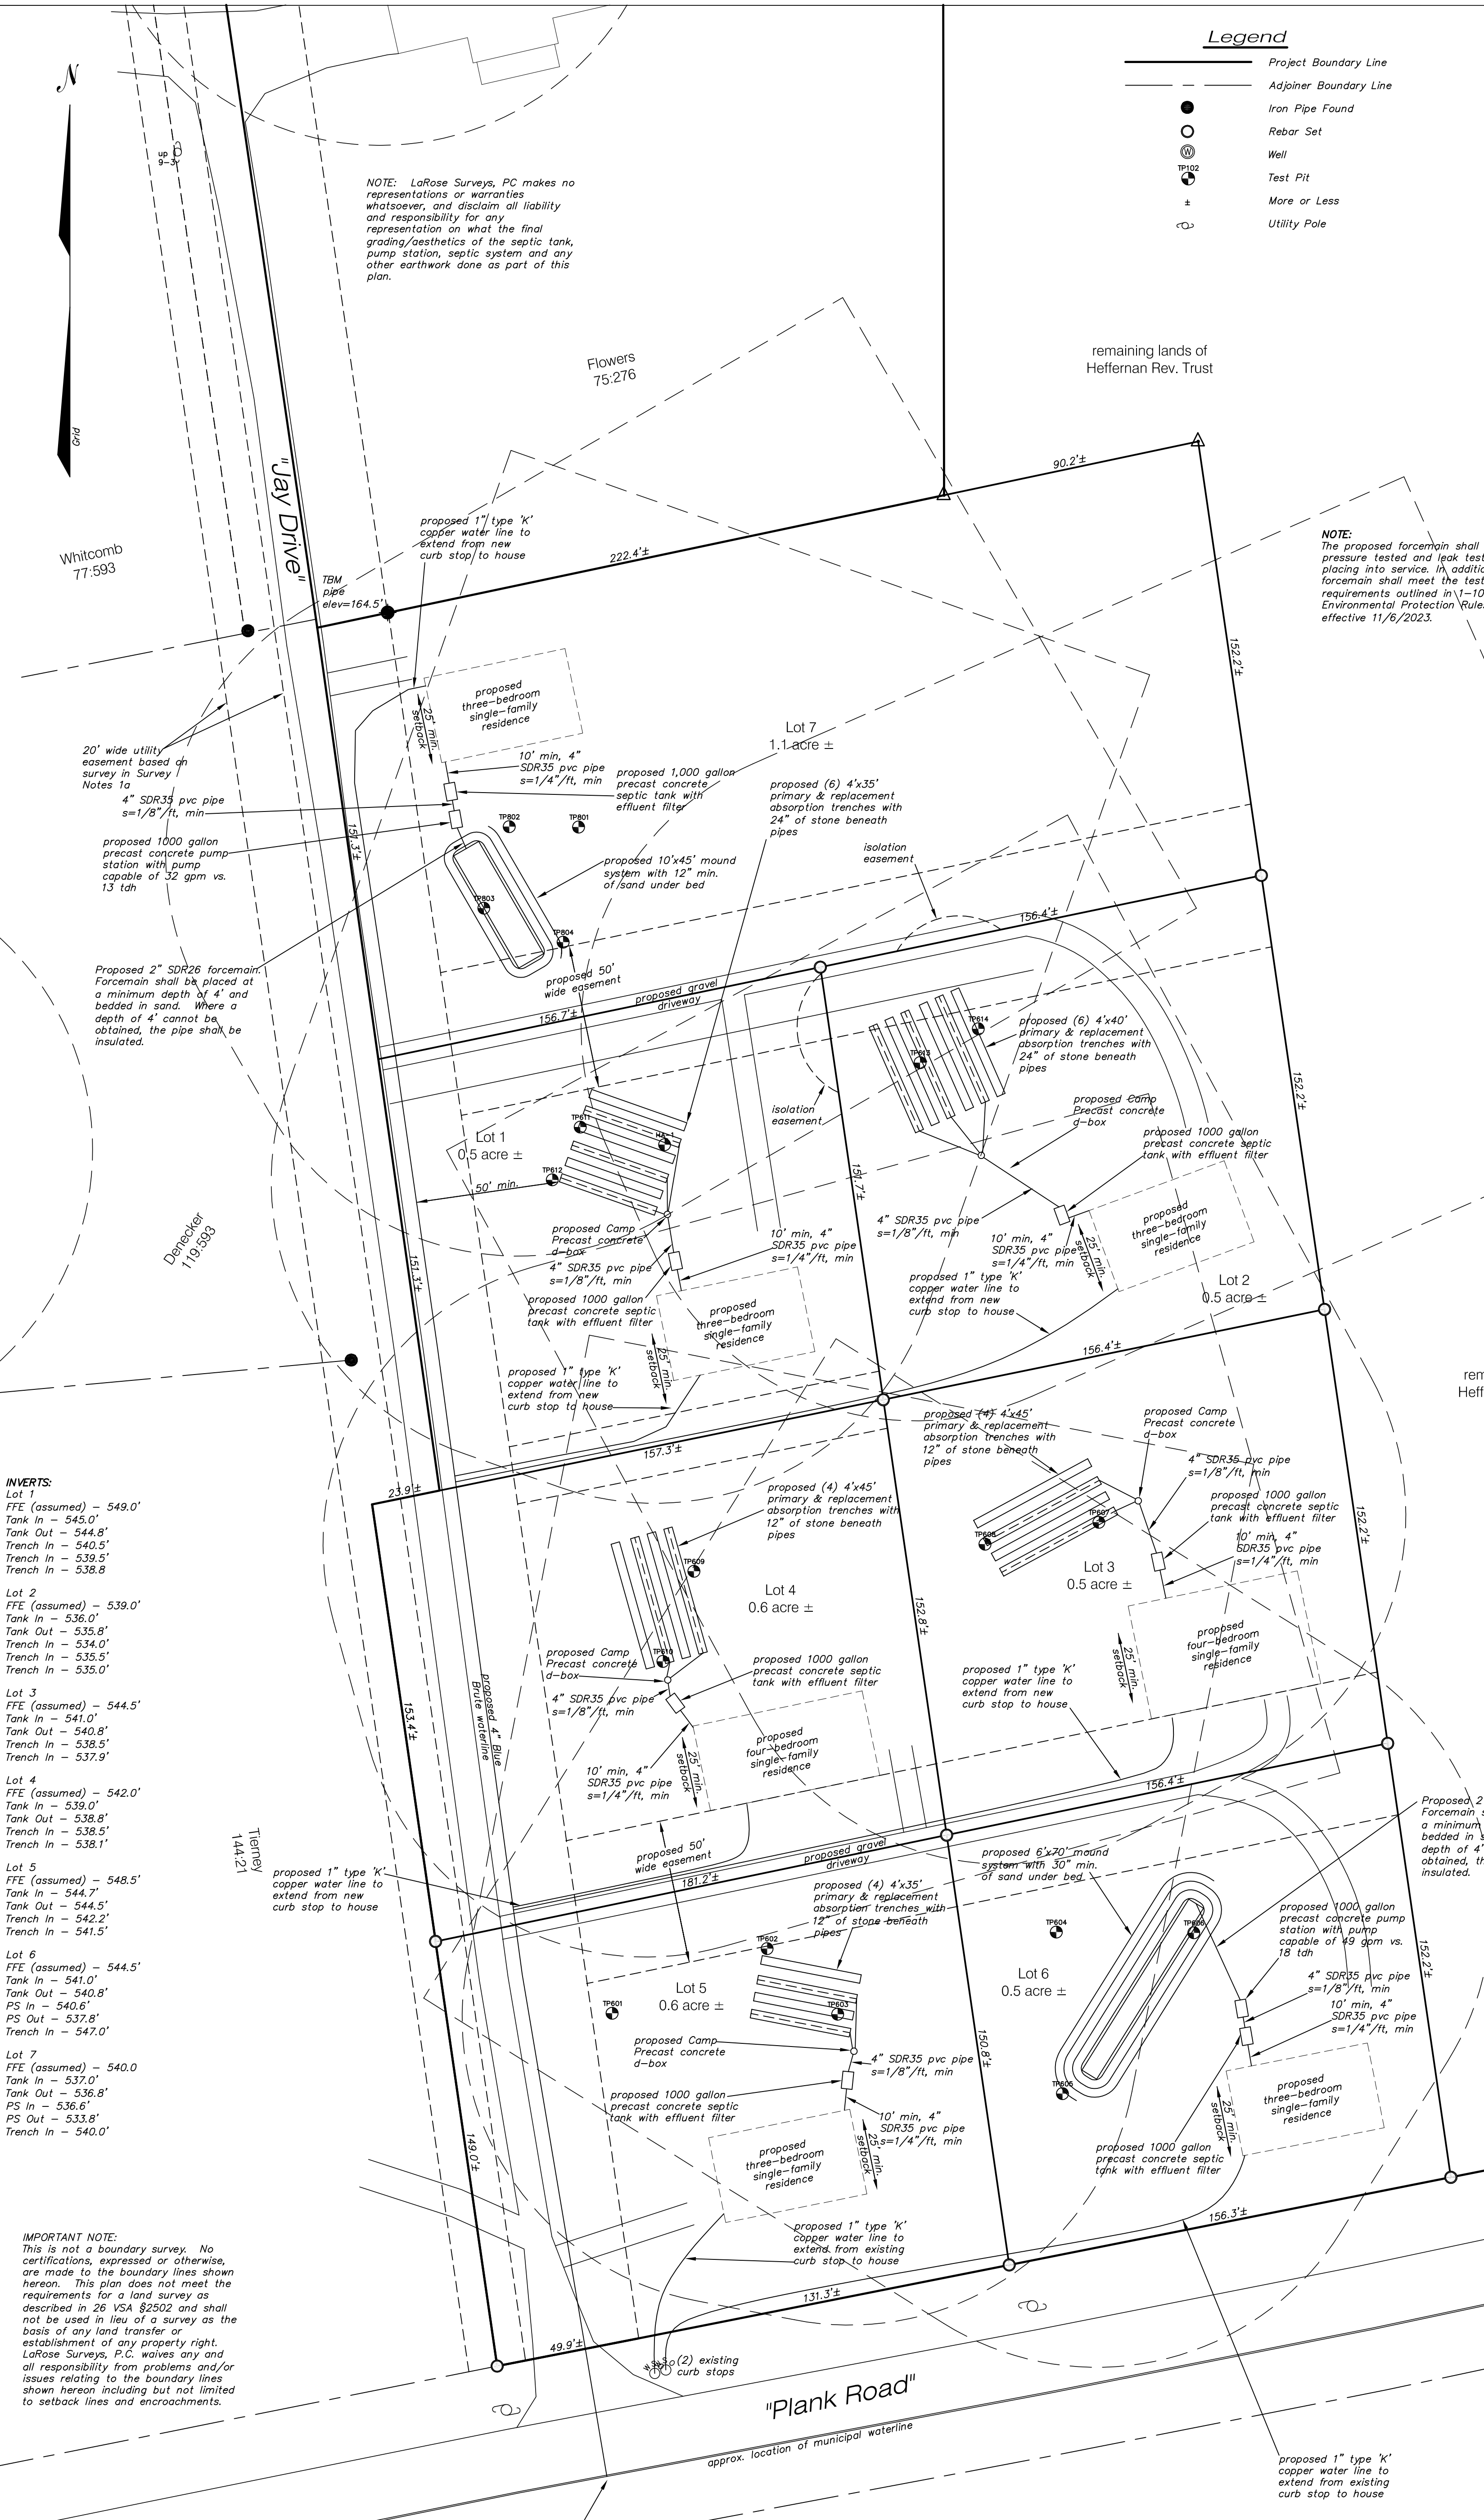 Legend
Project Boundary Line
Adjoiner Boundary Line
Iron Pipe Found
Rebar Set
W
Well
TP102
Test Pit
±
More or Less
Utility Pole
N
Grid
up
9-3
NOTE: LaRose Surveys, PC makes no
representations or warranties
whatsoever, and disclaim all liability
and responsibility for any
representation on what the final
grading/aesthetics of the septic tank,
pump station, septic system and any
other earthwork done as part of this
plan.
Flowers
75:276
remaining lands of
Heffernan Rev. Trust
90.2'±
222.4'±
"Jay Drive"
Whitcomb
77:593
proposed 1" type 'K'
copper water line to
extend from new
curb stop to house
TBM
pipe
elev=164.5'
NOTE:
The proposed forcemain shall
pressure tested and leak test
placing into service. In
forcemain shall meet the
requirements outlined in
Environmental Protection
effective 11/6/2023.
152.2'±
proposed
three-bedroom
single-family
residence
25' min.
setback
Lot 7
1.1 acre ±
20' wide utility
easement based on
survey in Survey
Notes 1a
10' min, 4"
SDR35 pvc pipe
s=1/4"/ft, min
proposed 1,000 gallon
precast concrete
septic tank with
effluent filter
4" SDR35 pvc pipe
s=1/8"/ft, min
proposed (6) 4'x35'
primary & replacement
absorption trenches with
24" of stone beneath
pipes
TP802
TP801
151.3'±
proposed 1000 gallon
precast concrete pump
station with pump
capable of 32 gpm vs.
13 tdh
isolation
easement
proposed 10'x45' mound
system with 12" min.
of sand under bed
TP803
TP804
156.4'±
Proposed 2" SDR26 forcemain.
Forcemain shall be placed at
a minimum depth of 4' and
bedded in sand. Where a
depth of 4' cannot be
obtained, the pipe shall be
insulated.
proposed 50'
wide easement
proposed gravel
driveway
156.7'±
TP614
TP613
proposed (6) 4'x40'
primary & replacement
absorption trenches with
24" of stone beneath
pipes
152.2'±
isolation
easement
proposed Camp
Precast concrete
d-box
TP611
HA-1
Lot 1
0.5 acre ±
TP612
50' min.
proposed 1000 gallon
precast concrete septic
tank with effluent filter
151.7'±
Denecker
119:593
proposed Camp
Precast concrete
d-box
10' min, 4"
SDR35 pvc pipe
s=1/4"/ft, min
4" SDR35 pvc pipe
s=1/8"/ft, min
proposed
three-bedroom
single-family
residence
10' min, 4"
SDR35 pvc pipe
s=1/4"/ft, min
25' min.
setback
151.3'±
4" SDR35 pvc pipe
s=1/8"/ft, min
proposed 1" type 'K'
copper water line to
extend from new
curb stop to house
Lot 2
0.5 acre ±
proposed 1000 gallon
precast concrete septic
tank with effluent filter
proposed
three-bedroom
single-family
residence
25' min.
setback
156.4'±
proposed 1" type 'K'
copper water line to
extend from new
curb stop to house
157.3'±
23.9'±
proposed (4) 4'x45'
primary & replacement
absorption trenches with
12" of stone beneath
pipes
proposed Camp
Precast concrete
d-box
4" SDR35 pvc pipe
s=1/8"/ft, min
proposed 1000 gallon
precast concrete septic
tank with effluent filter
10' min, 4"
SDR35 pvc pipe
s=1/4"/ft, min
152.2'±
INVERTS:
Lot 1
FFE (assumed) – 549.0'
Tank In – 545.0'
Tank Out – 544.8'
Trench In – 540.5'
Trench In – 539.5'
Trench In – 538.8
Lot 2
FFE (assumed) – 539.0'
Tank In – 536.0'
Tank Out – 535.8'
Trench In – 534.0'
Trench In – 535.5'
Trench In – 535.0'
Lot 3
FFE (assumed) – 544.5'
Tank In – 541.0'
Tank Out – 540.8'
Trench In – 538.5'
Trench In – 537.9'
Lot 4
FFE (assumed) – 542.0'
Tank In – 539.0'
Tank Out – 538.8'
Trench In – 538.5'
Trench In – 538.1'
Lot 5
FFE (assumed) – 548.5'
Tank In – 544.7'
Tank Out – 544.5'
Trench In – 542.2'
Trench In – 541.5'
Lot 6
FFE (assumed) – 544.5'
Tank In – 541.0'
Tank Out – 540.8'
PS In – 540.6'
PS Out – 537.8'
Trench In – 547.0'
Lot 7
FFE (assumed) – 540.0
Tank In – 537.0'
Tank Out – 536.8'
PS In – 536.6'
PS Out – 533.8'
Trench In – 540.0'
proposed (4) 4'x45'
primary & replacement
absorption trenches with
12" of stone beneath
pipes
TP608
TP607
TP609
Lot 3
0.5 acre ±
Lot 4
0.6 acre ±
152.8'±
proposed
four-bedroom
single-family
residence
25' min.
setback
proposed Camp
Precast concrete
d-box
TP610
proposed 1000 gallon
precast concrete septic
tank with effluent filter
4" SDR35 pvc pipe
s=1/8"/ft, min
proposed 1" type 'K'
copper water line to
extend from new
curb stop to house
153.4'±
proposed 4" Blue
Brute waterline
proposed
four-bedroom
single-family
residence
10' min, 4"
SDR35 pvc pipe
s=1/4"/ft, min
25' min.
setback
156.4'±
Tierney
144:21
proposed 1" type 'K'
copper water line to
extend from new
curb stop to house
proposed 50'
wide easement
proposed gravel
driveway
181.2'±
proposed 6'x70' mound
system with 30" min.
of sand under bed
Proposed 2
Forcemain
a minimum
bedded in
depth of 4'
obtained,
insulated.
proposed (4) 4'x35'
primary & replacement
absorption trenches with
12" of stone beneath
pipes
TP602
TP604
TP606
proposed 1000 gallon
precast concrete pump
station with pump
capable of 49 gpm vs.
18 tdh
152.2'±
Lot 5
0.6 acre ±
Lot 6
0.5 acre ±
TP601
TP603
4" SDR35 pvc pipe
s=1/8"/ft, min
10' min, 4"
SDR35 pvc pipe
s=1/4"/ft, min
proposed Camp
Precast concrete
d-box
4" SDR35 pvc pipe
s=1/8"/ft, min
150.8'±
TP605
proposed 1000 gallon
precast concrete septic
tank with effluent filter
10' min, 4"
SDR35 pvc pipe
s=1/4"/ft, min
proposed
three-bedroom
single-family
residence
25' min.
setback
149.0'±
proposed
three-bedroom
single-family
residence
25' min.
setback
proposed 1000 gallon
precast concrete septic
tank with effluent filter
156.3'±
proposed 1" type 'K'
copper water line to
extend from existing
curb stop to house
IMPORTANT NOTE:
This is not a boundary survey. No
certifications, expressed or otherwise,
are made to the boundary lines shown
hereon. This plan does not meet the
requirements for a land survey as
described in 26 VSA §2502 and shall
not be used in lieu of a survey as the
basis of any land transfer or
establishment of any property right.
LaRose Surveys, P.C. waives any and
all responsibility from problems and/or
issues relating to the boundary lines
shown hereon including but not limited
to setback lines and encroachments.
131.3'±
49.9'±
(2) existing
curb stops
"Plank Road"
approx. location of municipal waterline
proposed 1" type 'K'
copper water line to
extend from existing
curb stop to house